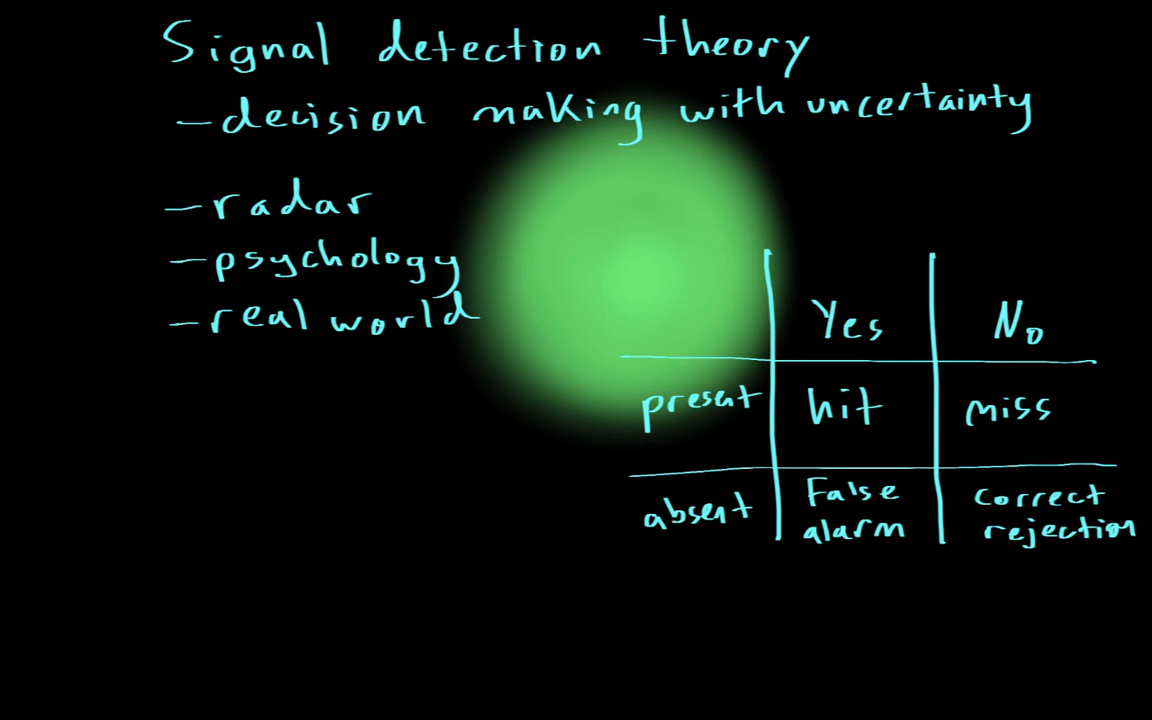 Signal detection theory
- decision making with uncertainty
- radar
- psychology
- real world
Yes No
present hit miss
absent False alarm correct rejection